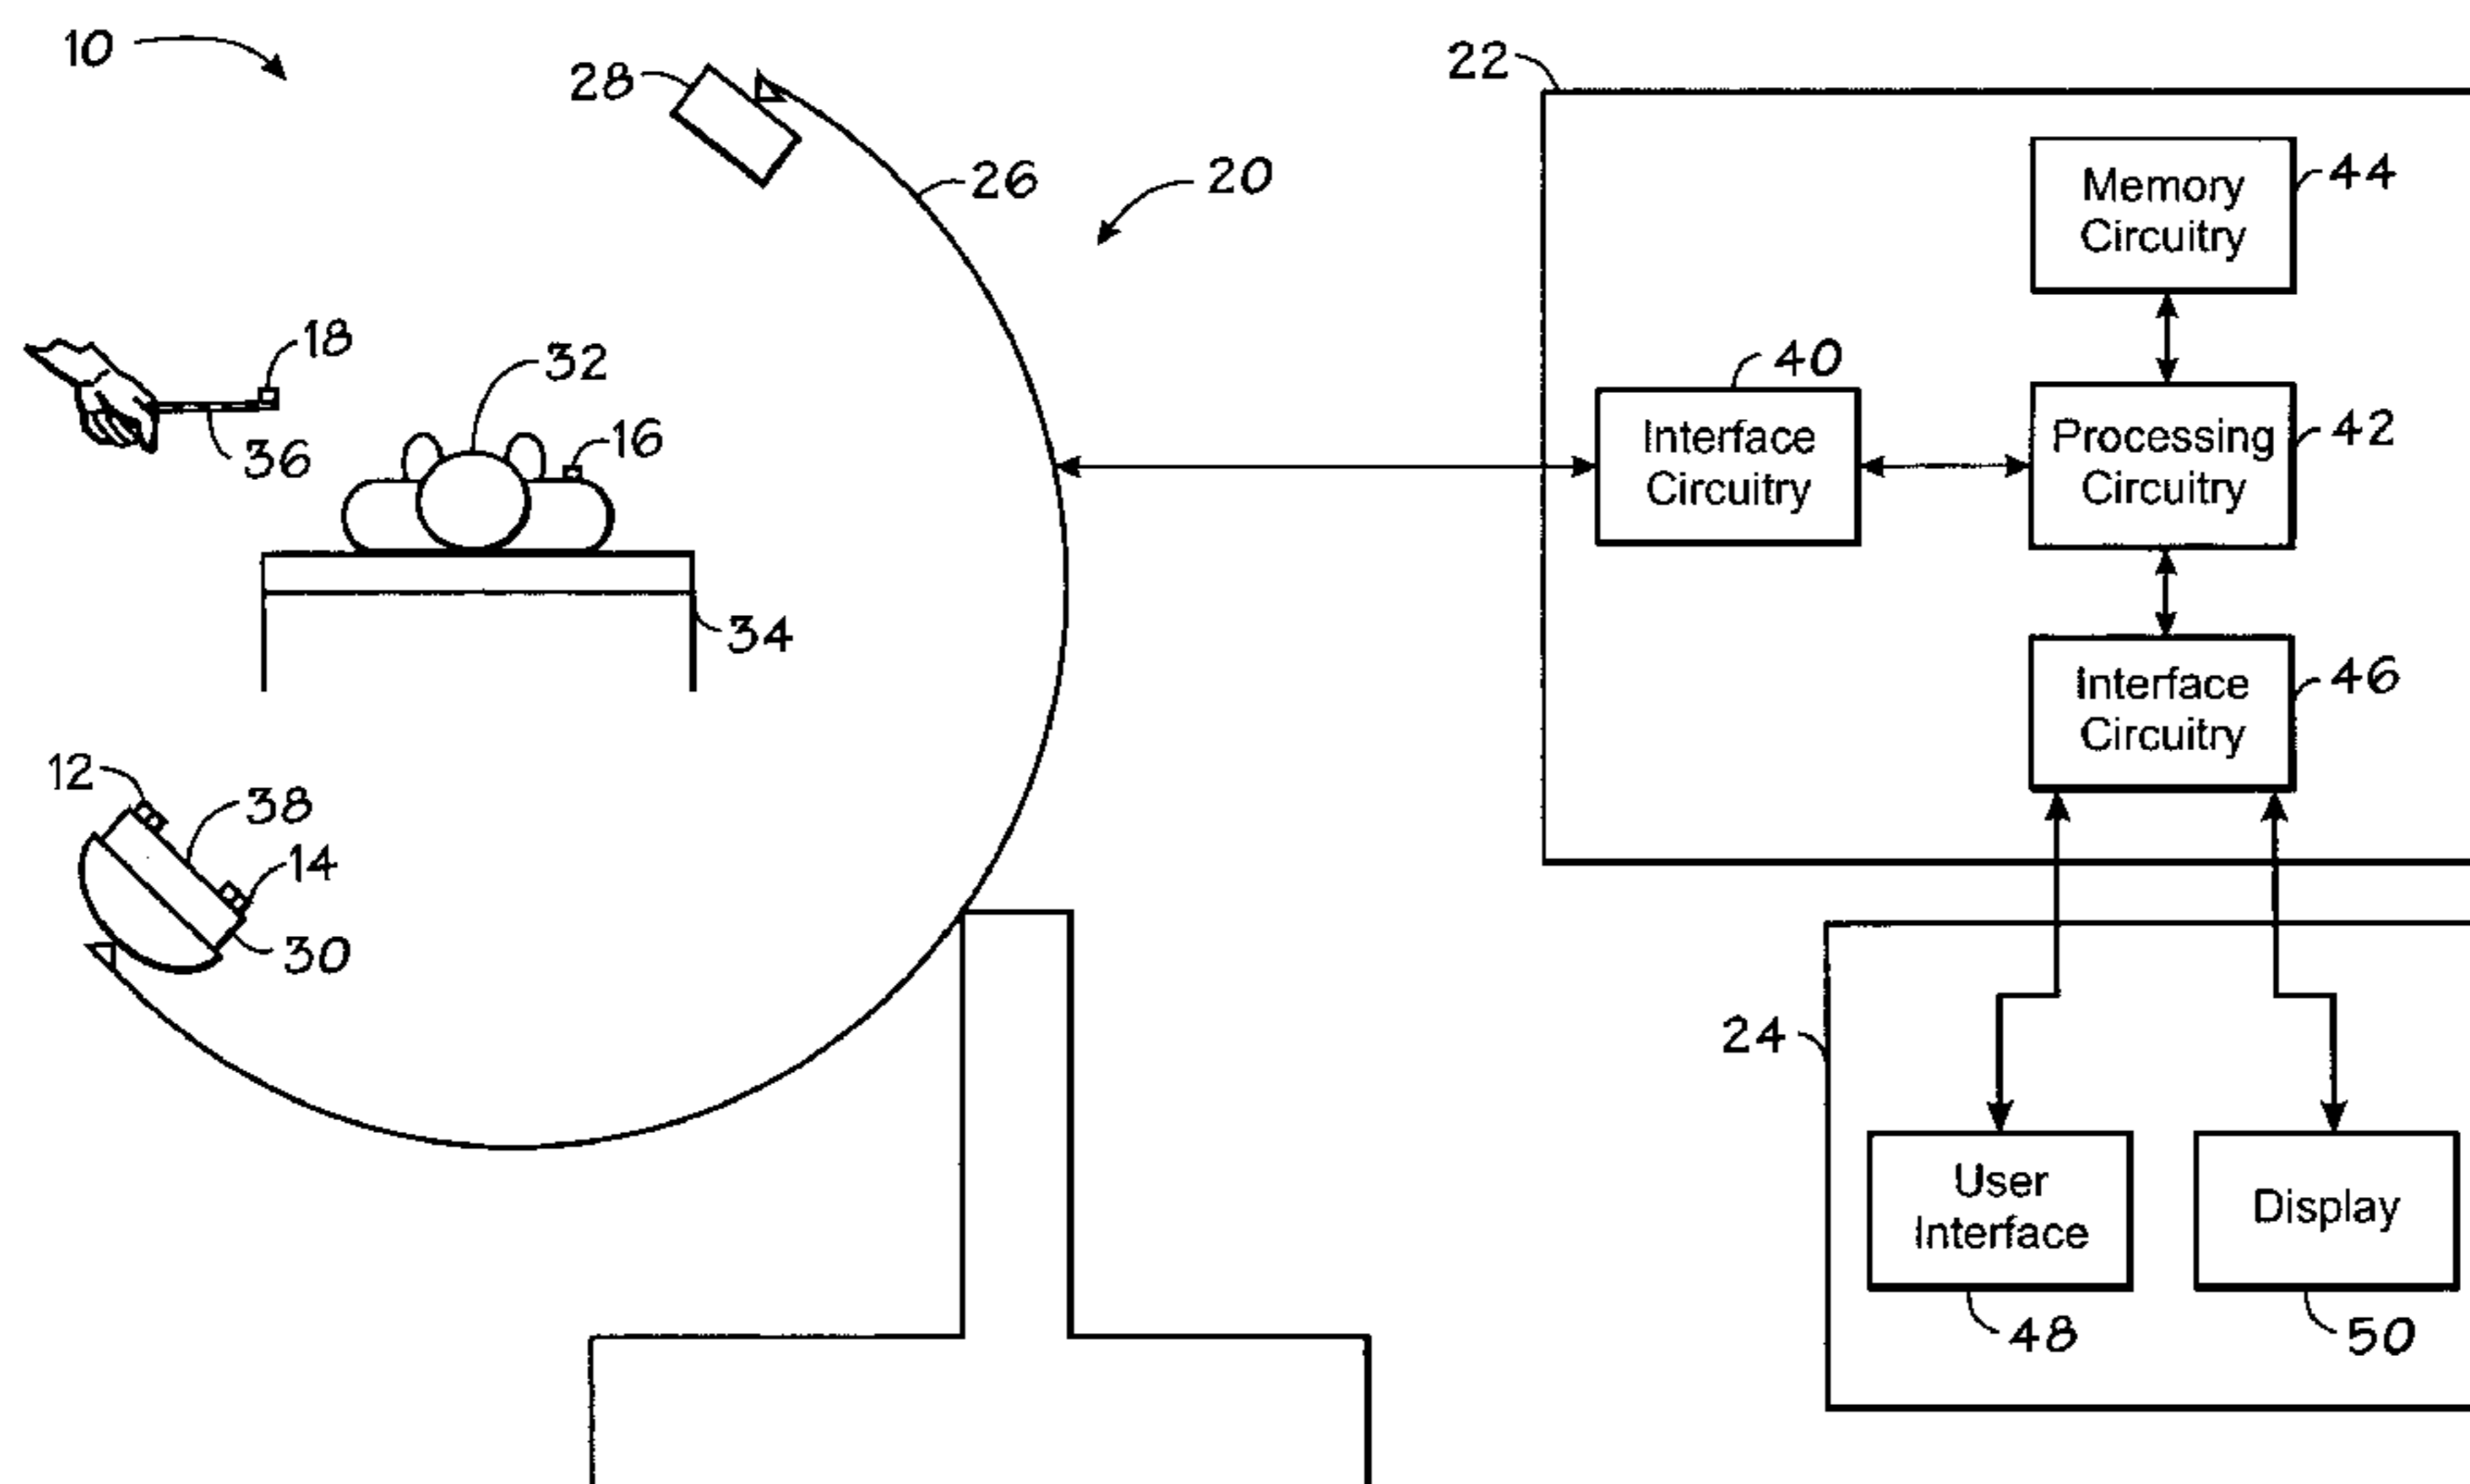 10
28
26
20
22
Memory
Circuitry
44
18
32
16
36
40
Interface
Circuitry
Processing
Circuitry
42
34
Interface
Circuitry
46
12
38
14
30
24
User
Interface
48
Display
50